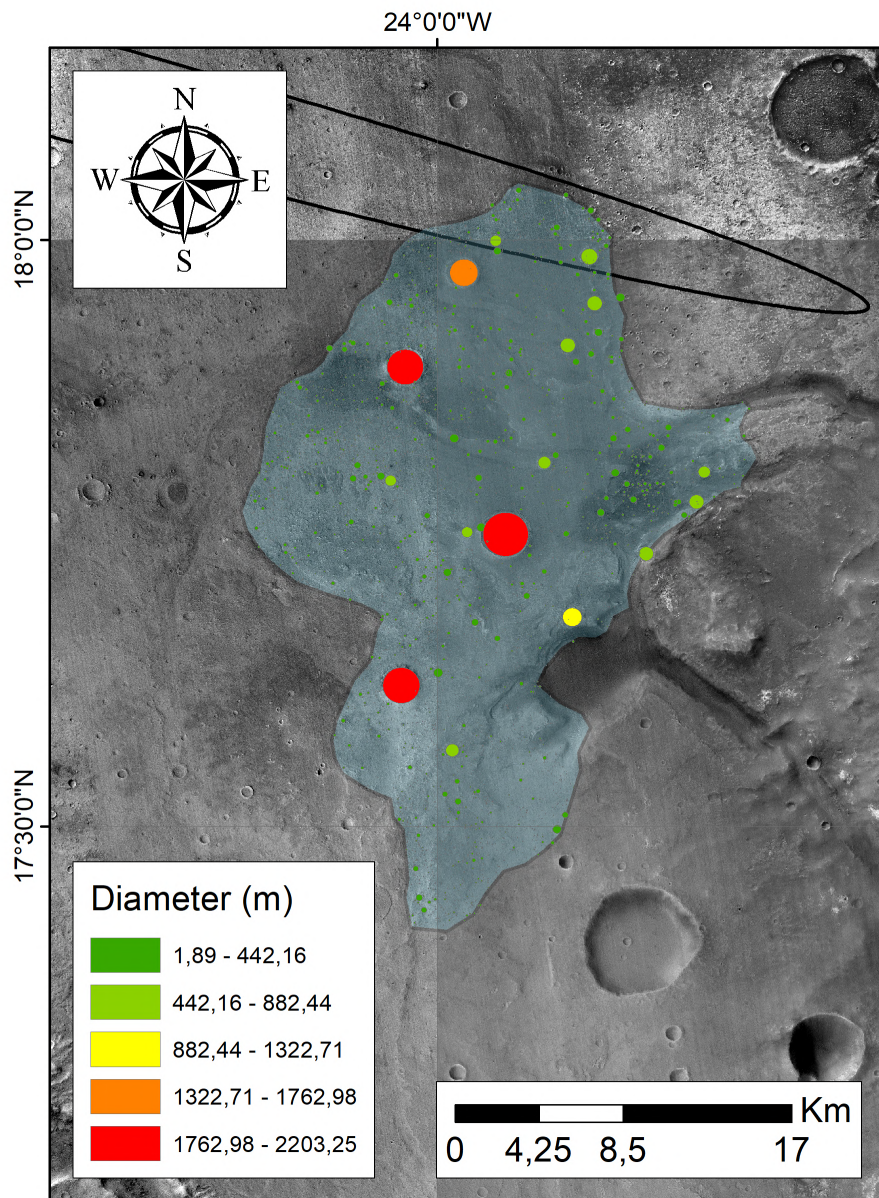 24°0'0"W
N
W E
S
18°0'0"N
17°30'0"N
Diameter (m)
1,89 - 442,16
442,16 - 882,44
882,44 - 1322,71
1322,71 - 1762,98
1762,98 - 2203,25
Km
0 4,25 8,5 17